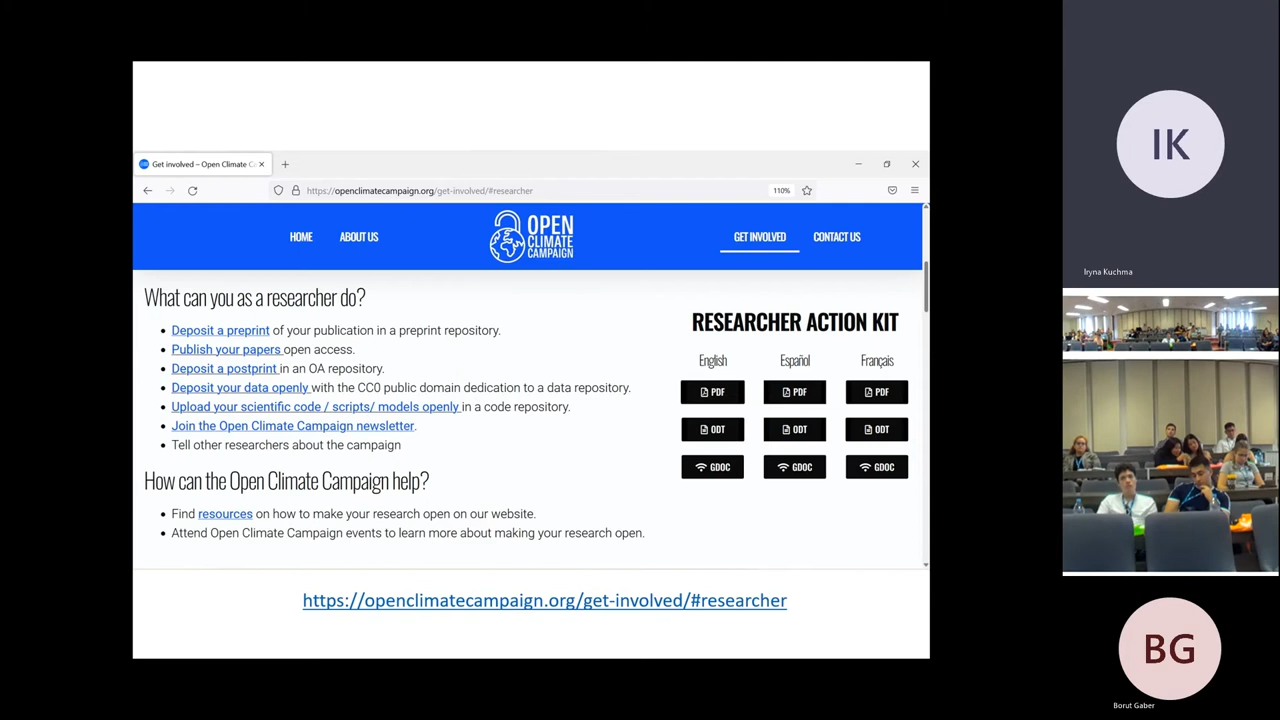 Get involved – Open Climate C
https://openclimatecampaign.org/get-involved/#researcher
110%
HOME
ABOUT US
OPEN
CLIMATE
CAMPAIGN
GET INVOLVED
CONTACT US
What can you as a researcher do?
Deposit a preprint of your publication in a preprint repository.
Publish your papers open access.
Deposit a postprint in an OA repository.
Deposit your data openly with the CC0 public domain dedication to a data repository.
Upload your scientific code / scripts/ models openly in a code repository.
Join the Open Climate Campaign newsletter.
Tell other researchers about the campaign
How can the Open Climate Campaign help?
Find resources on how to make your research open on our website.
Attend Open Climate Campaign events to learn more about making your research open.
RESEARCHER ACTION KIT
English Español Français
PDF PDF PDF
ODT ODT ODT
GDOC GDOC GDOC
https://openclimatecampaign.org/get-involved/#researcher
IK
Iryna Kuchma
BG
Borut Gaber